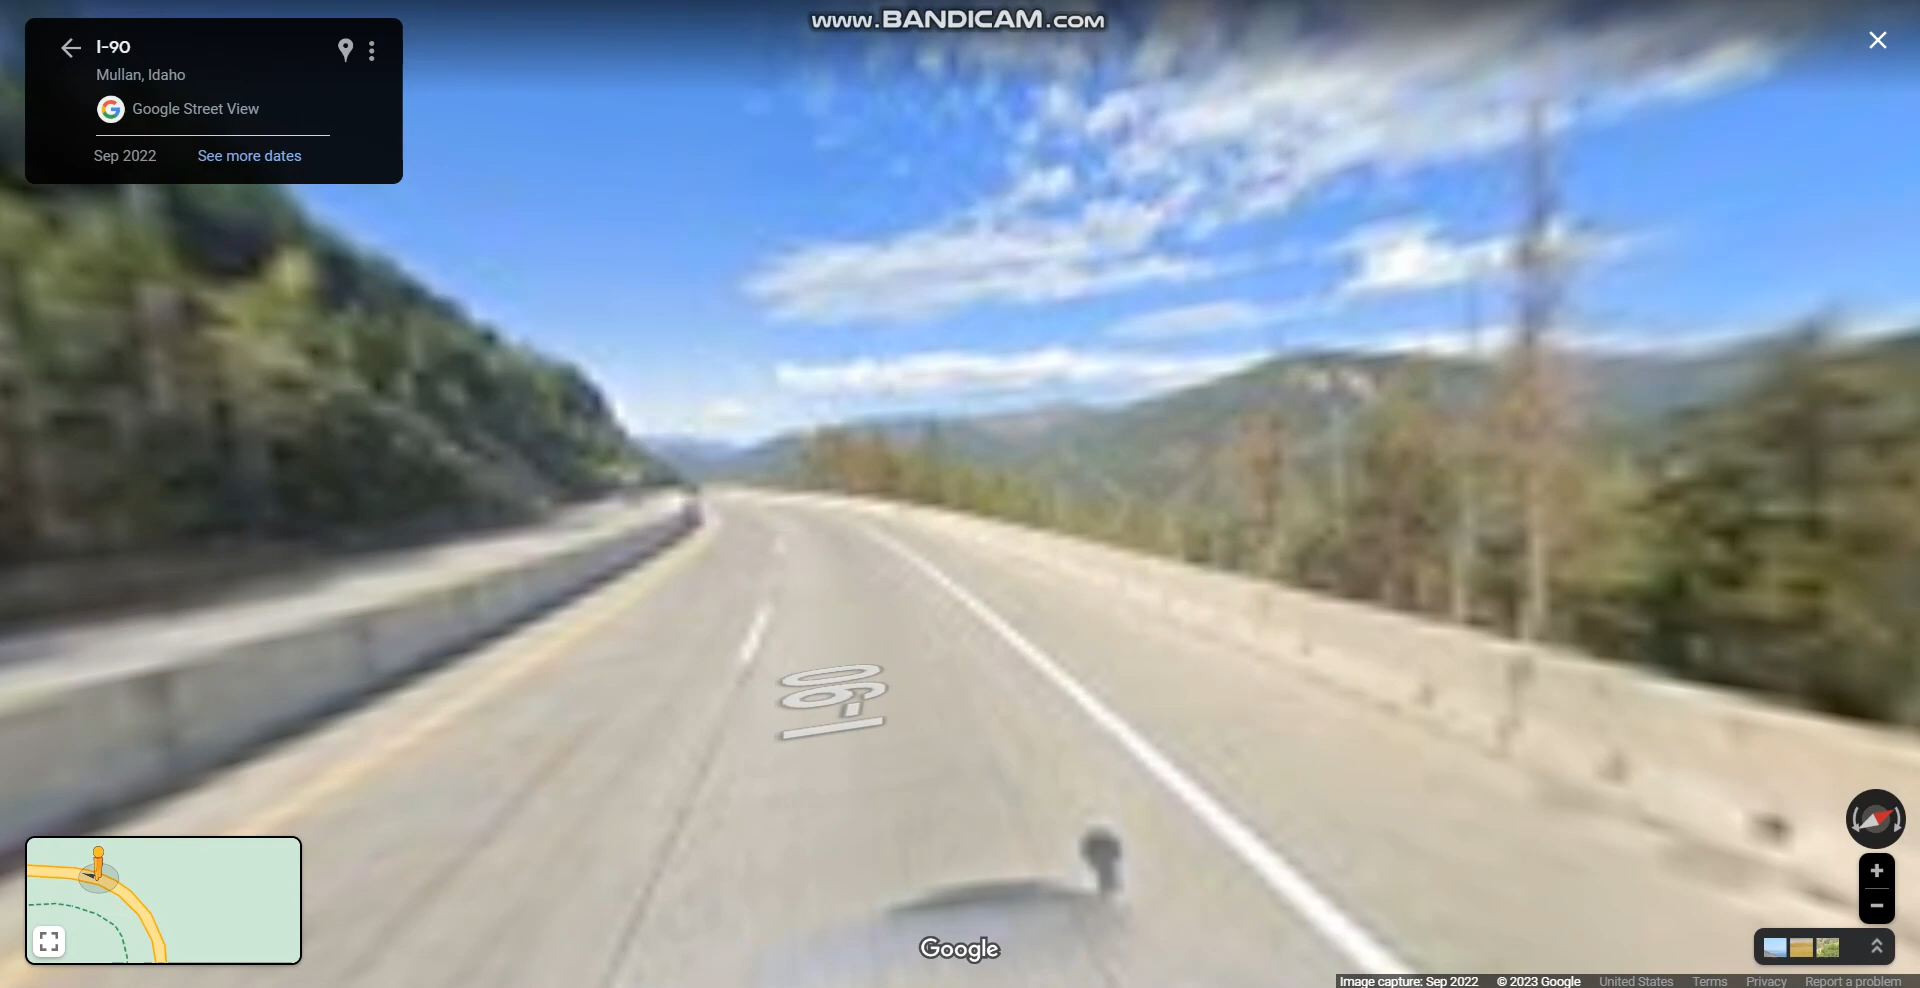 www.BANDICAM.com
I-90
Mullan, Idaho
Google Street View
Sep 2022
See more dates
I-90
Google
Image capture: Sep 2022 © 2023 Google United States Terms Privacy Report a problem